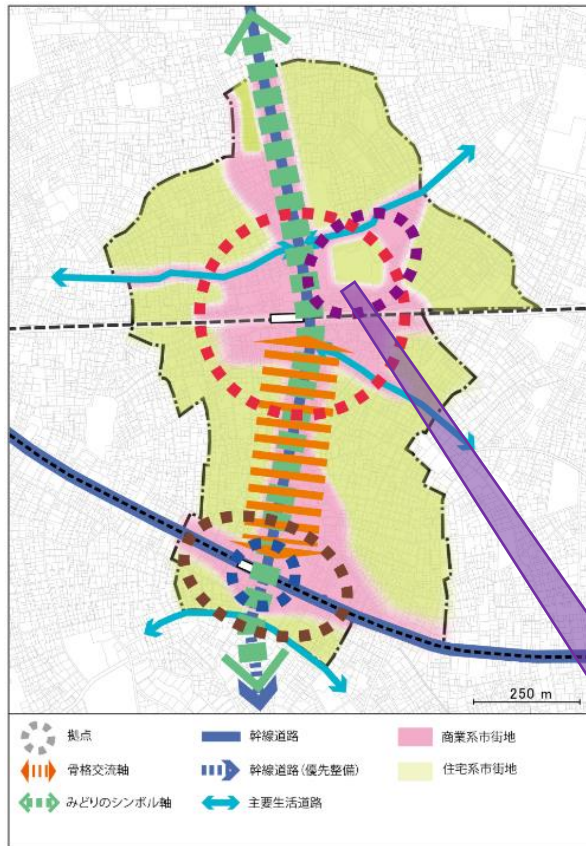 250 m
拠点
幹線道路
商業系市街地
骨格交流軸
幹線道路(優先整備)
住宅系市街地
みどりのシンボル軸
主要生活道路